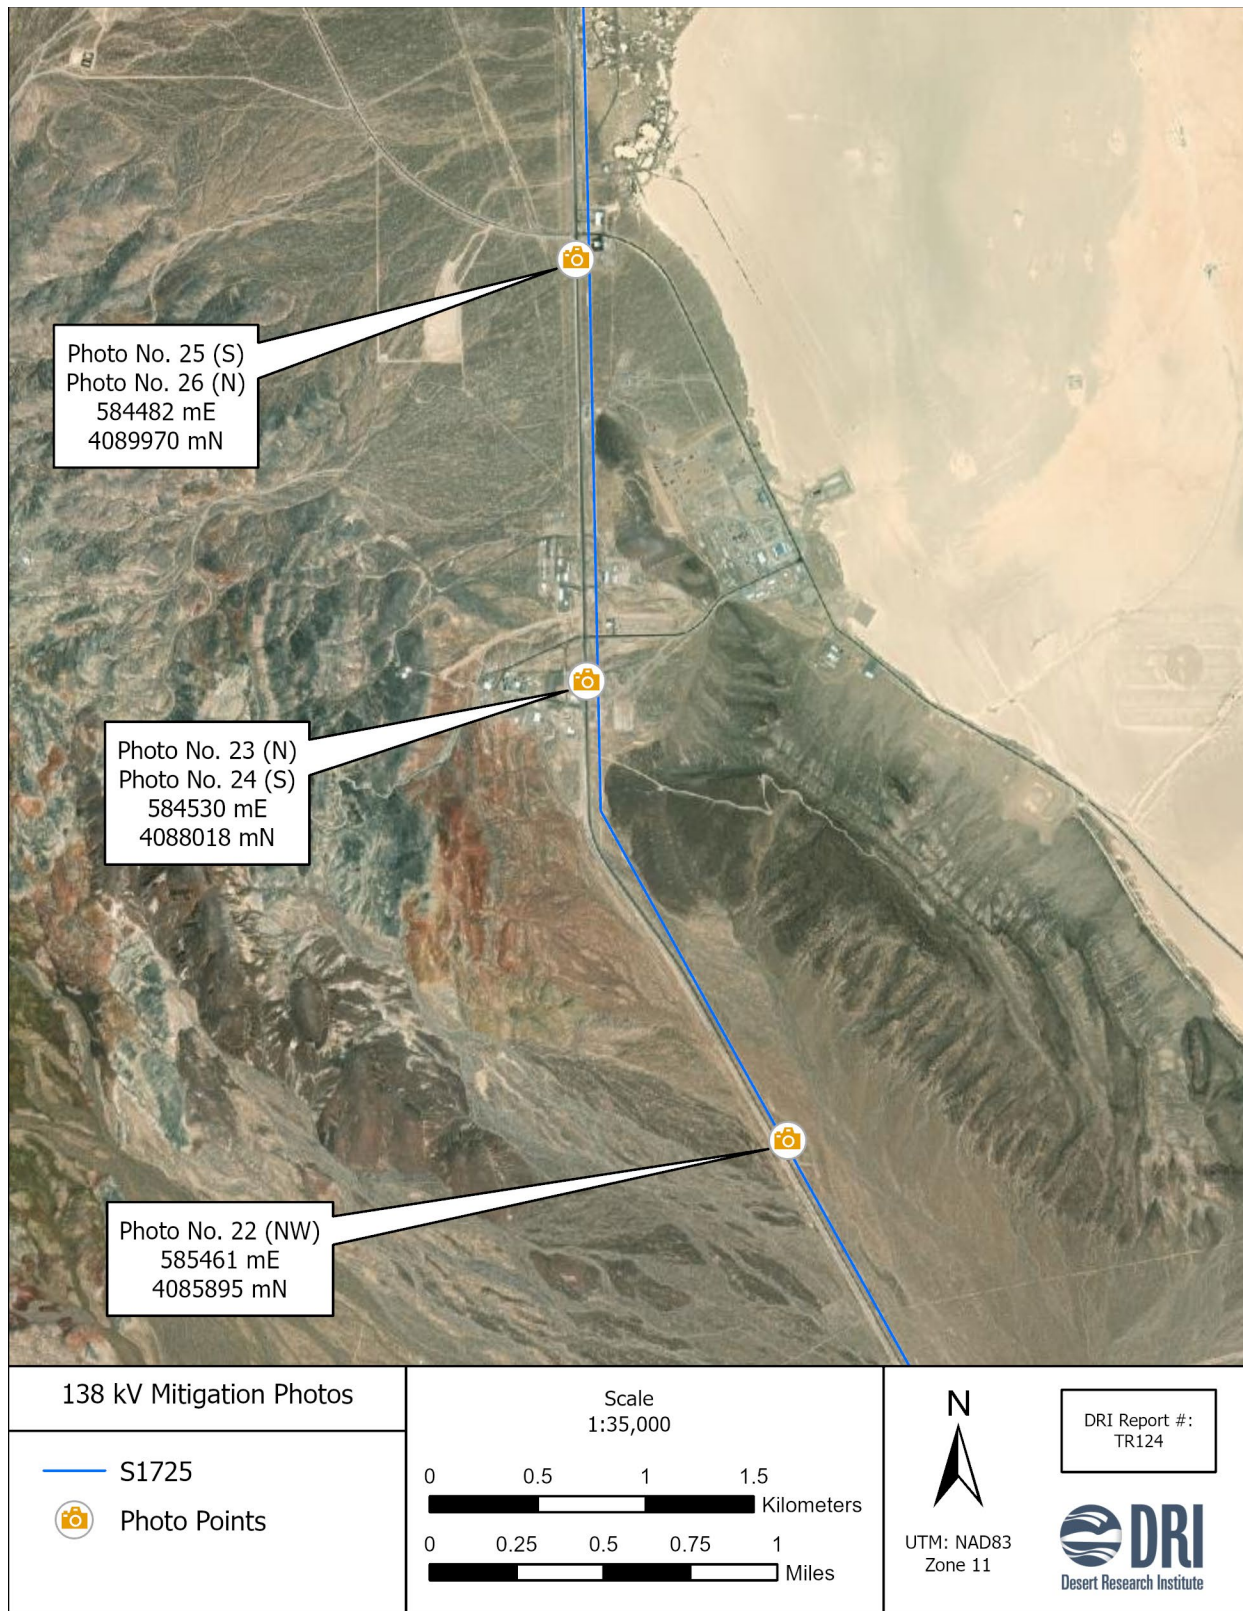 Photo No. 25 (S)
Photo No. 26 (N)
584482 mE
4089970 mN
Photo No. 23 (N)
Photo No. 24 (S)
584530 mE
4088018 mN
Photo No. 22 (NW)
585461 mE
4085895 mN
138 kV Mitigation Photos
S1725
Photo Points
Scale
1:35,000
0 0.5 1 1.5
Kilometers
0 0.25 0.5 0.75 1
Miles
N
UTM: NAD83
Zone 11
DRI Report #:
TR124
DRI
Desert Research Institute